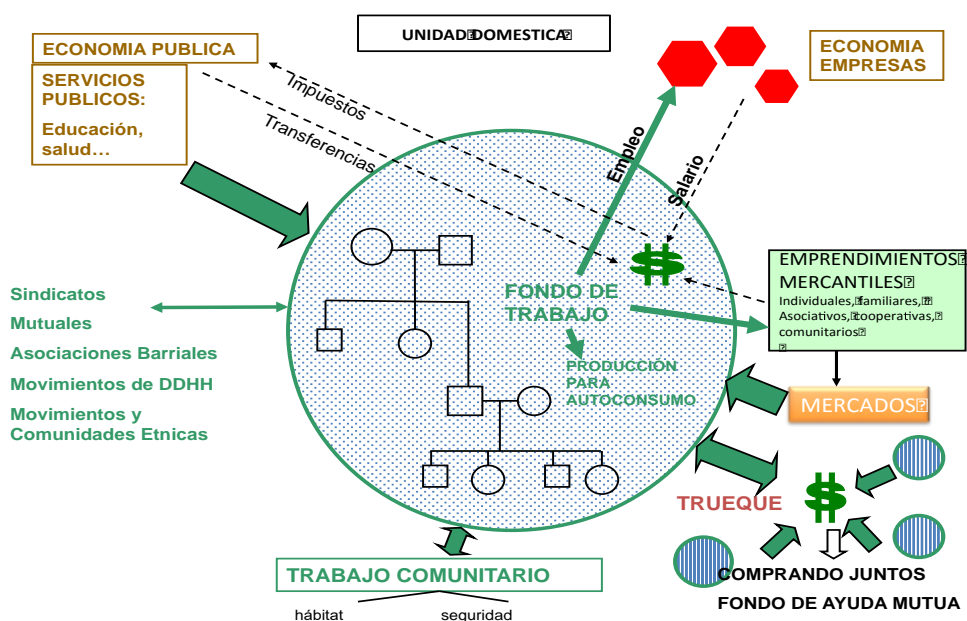 UNIDAD DOMESTICA
ECONOMIA PUBLICA
SERVICIOS
PUBLICOS:
Educación,
salud…
Impuestos
Transferencias
Empleo
Salario
ECONOMIA
EMPRESAS
EMPRENDIMIENTOS
MERCANTILES
Individuales, familiares,
Asociativos, cooperativas,
comunitarios
MERCADOS
FONDO DE
TRABAJO
PRODUCCIÓN
PARA
AUTOCONSUMO
Sindicatos
Mutuales
Asociaciones Barriales
Movimientos de DDHH
Movimientos y
Comunidades Etnicas
TRUEQUE
$
$
COMPRANDO JUNTOS
FONDO DE AYUDA MUTUA
TRABAJO COMUNITARIO
hábitat
seguridad